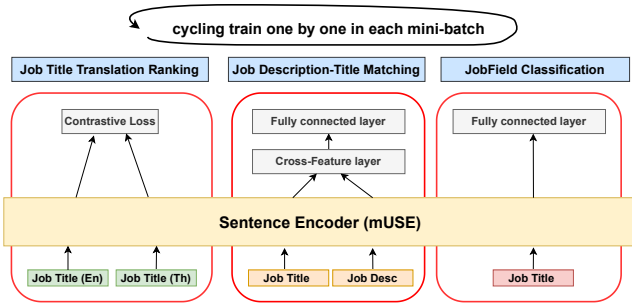 cycling train one by one in each mini-batch
Job Title Translation Ranking
Job Description-Title Matching
JobField Classification
Contrastive Loss
Fully connected layer
Fully connected layer
Cross-Feature layer
Sentence Encoder (mUSE)
Job Title (En)
Job Title (Th)
Job Title
Job Desc
Job Title